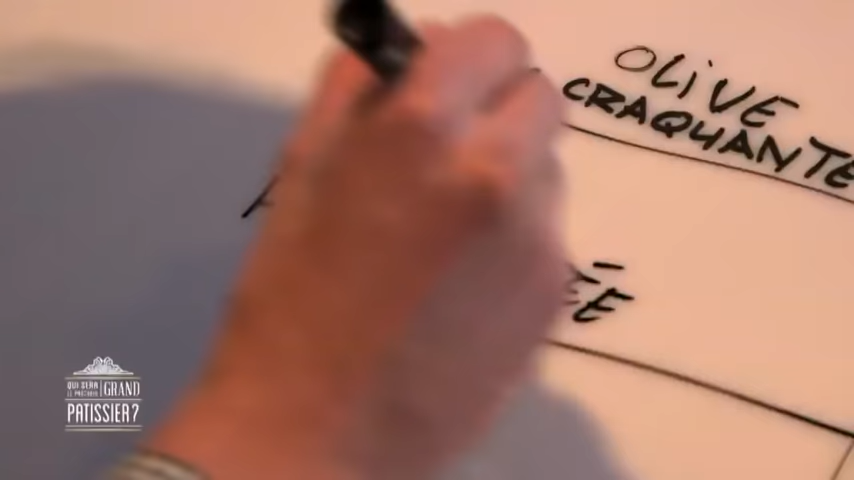 OLIVE
CRAQUANTE
QUI SERA
LE PROCHAIN GRAND
PATISSIER?